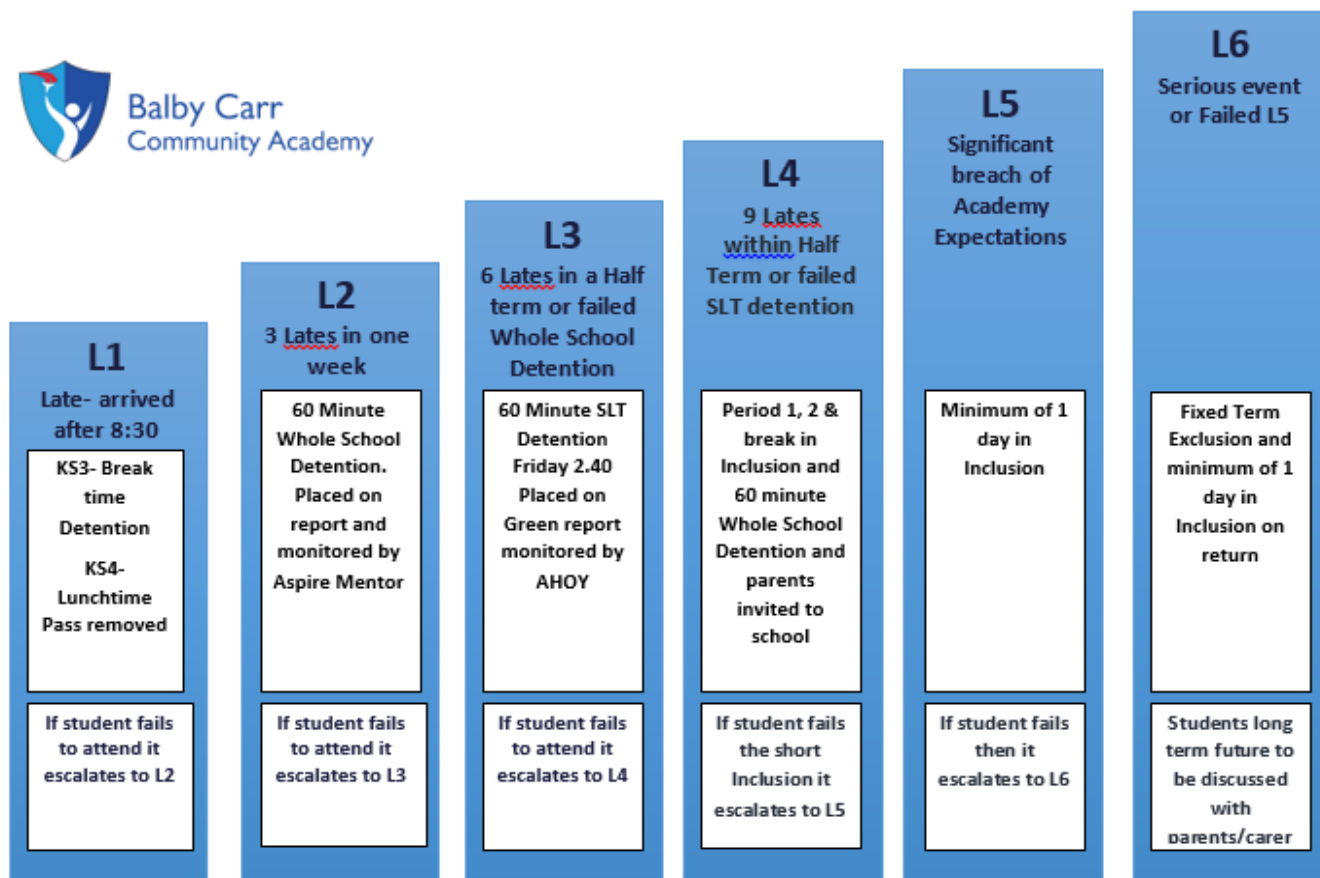 Balby Carr
Community Academy
L1
Late- arrived
after 8:30
KS3- Break
time
Detention
KS4-
Lunchtime
Pass removed
If student fails
to attend it
escalates to L2
L2
3 Lates in one
week
60 Minute
Whole School
Detention.
Placed on
report and
monitored by
Aspire Mentor
If student fails
to attend it
escalates to L3
L3
6 Lates in a Half
term or failed
Whole School
Detention
60 Minute SLT
Detention
Friday 2.40
Placed on
Green report
monitored by
AHOY
If student fails
to attend it
escalates to L4
L4
9 Lates
within Half
Term or failed
SLT detention
Period 1, 2 &
break in
Inclusion and
60 minute
Whole School
Detention and
parents
invited to
school
If student fails
the short
Inclusion it
escalates to L5
L5
Significant
breach of
Academy
Expectations
Minimum of 1
day in
Inclusion
If student fails
then it
escalates to L6
L6
Serious event
or Failed L5
Fixed Term
Exclusion and
minimum of 1
day in
Inclusion on
return
Students long
term future to
be discussed
with
parents/carer